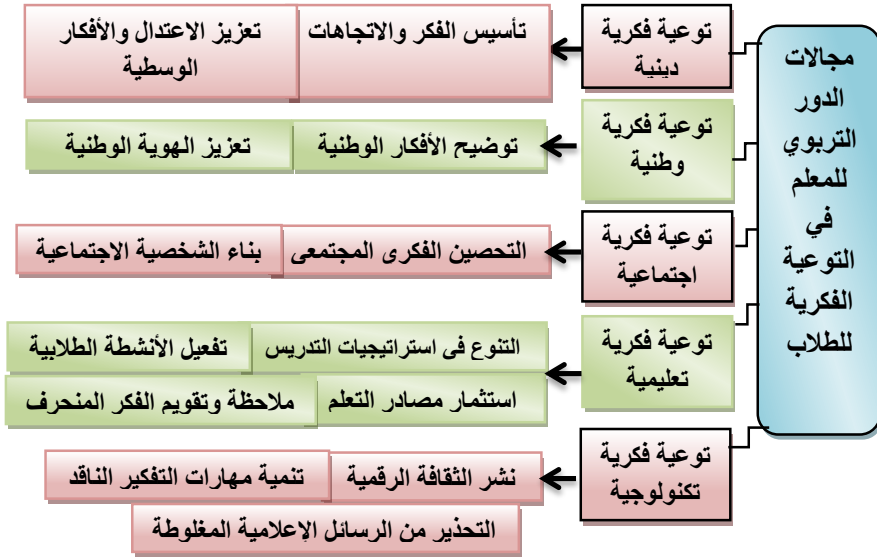 مجالات
الدور
التربوي
للمعلم
في
التوعية
الفكرية
للطلاب
توعية فكرية
دينية
تأسيس الفكر والاتجاهات
تعزيز الاعتدال والأفكار
الوسطية
توعية فكرية
وطنية
توضيح الأفكار الوطنية
تعزيز الهوية الوطنية
توعية فكرية
اجتماعية
التحصين الفكرى المجتمعى
بناء الشخصية الاجتماعية
توعية فكرية
تعليمية
التنوع فى استراتيجيات التدريس
تفعيل الأنشطة الطلابية
استثمار مصادر التعلم
ملاحظة وتقويم الفكر المنحرف
توعية فكرية
تكنولوجية
نشر الثقافة الرقمية
تنمية مهارات التفكير الناقد
التحذير من الرسائل الإعلامية المغلوطة